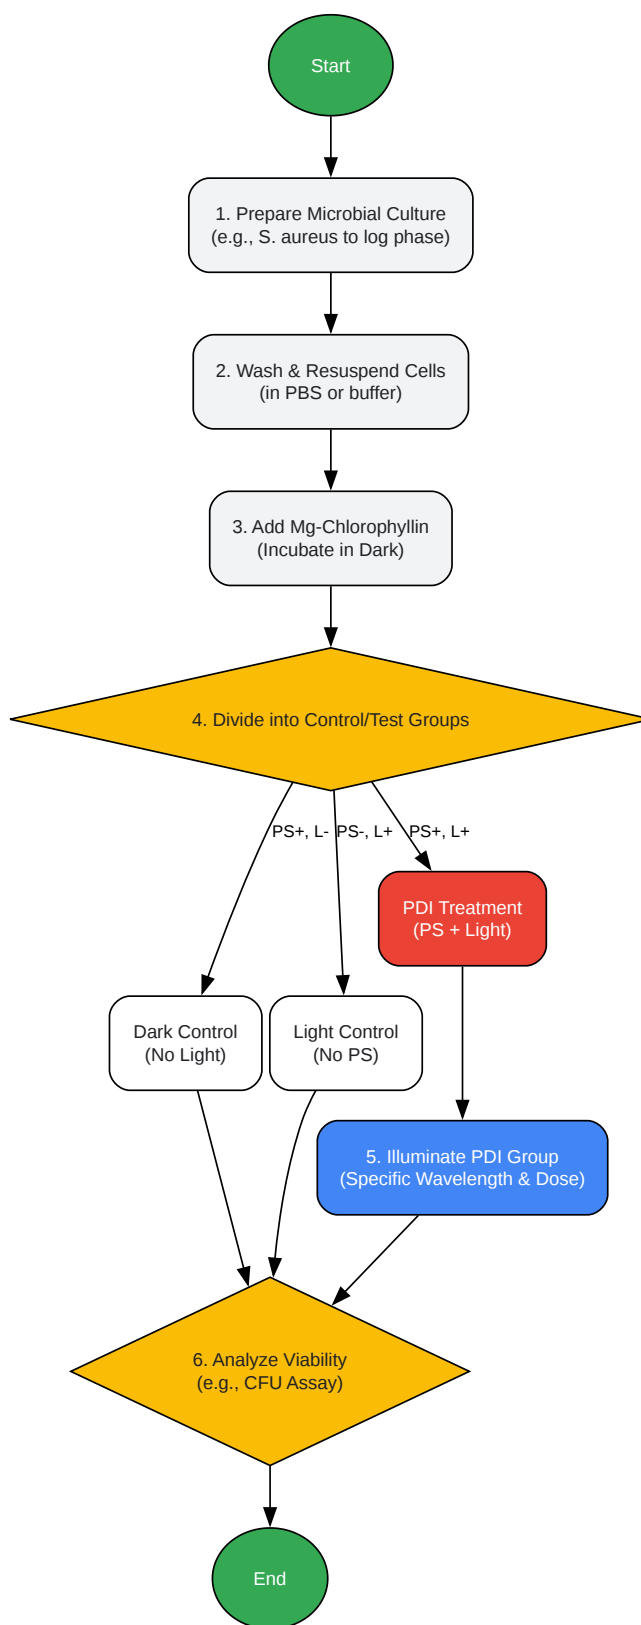 Start
1. Prepare Microbial Culture
(e.g., S. aureus to log phase)
2. Wash & Resuspend Cells
(in PBS or buffer)
3. Add Mg-Chlorophyllin
(Incubate in Dark)
4. Divide into Control/Test Groups
PS+, L-
PS-, L+
PS+, L+
PDI Treatment
(PS + Light)
Dark Control
(No Light)
Light Control
(No PS)
5. Illuminate PDI Group
(Specific Wavelength & Dose)
6. Analyze Viability
(e.g., CFU Assay)
End